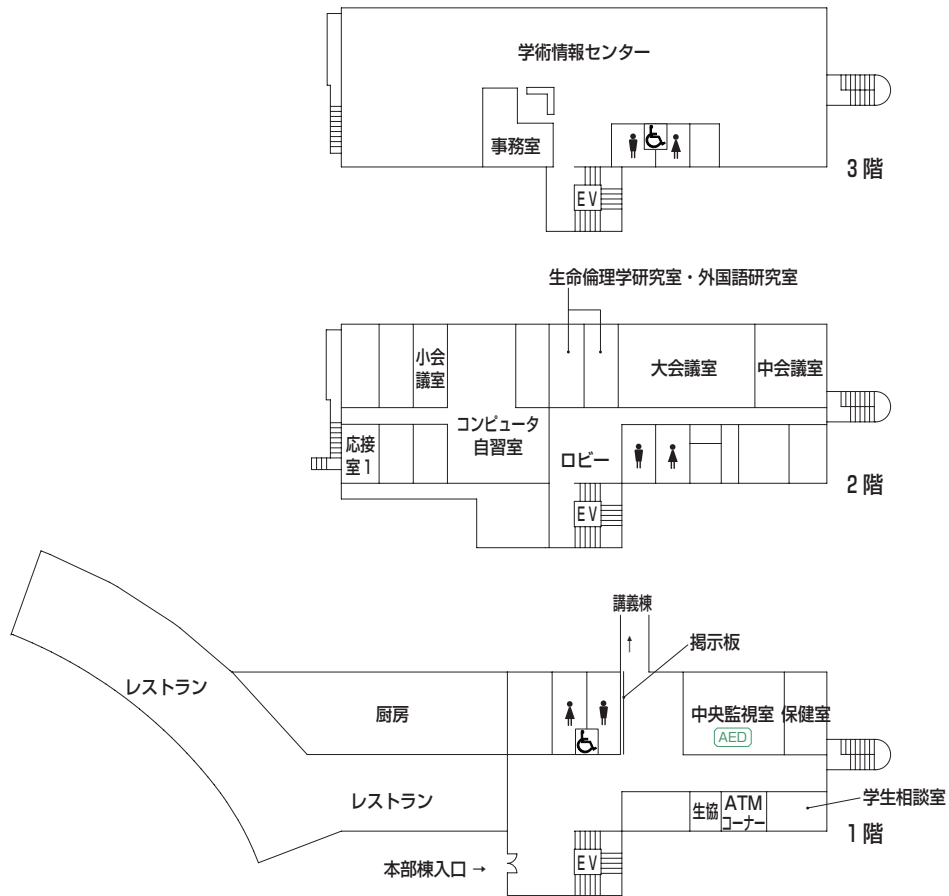 学術情報センター
事務室
3階
EV
生命倫理学研究室・外国語研究室
小会
議室
大会議室
中会議室
コンピュータ
自習室
応接
室1
ロビー
2階
EV
講義棟
↑
掲示板
レストラン
厨房
中央監視室
保健室
AED
レストラン
生協
ATM
コーナー
学生相談室
1階
本部棟入口 →
EV